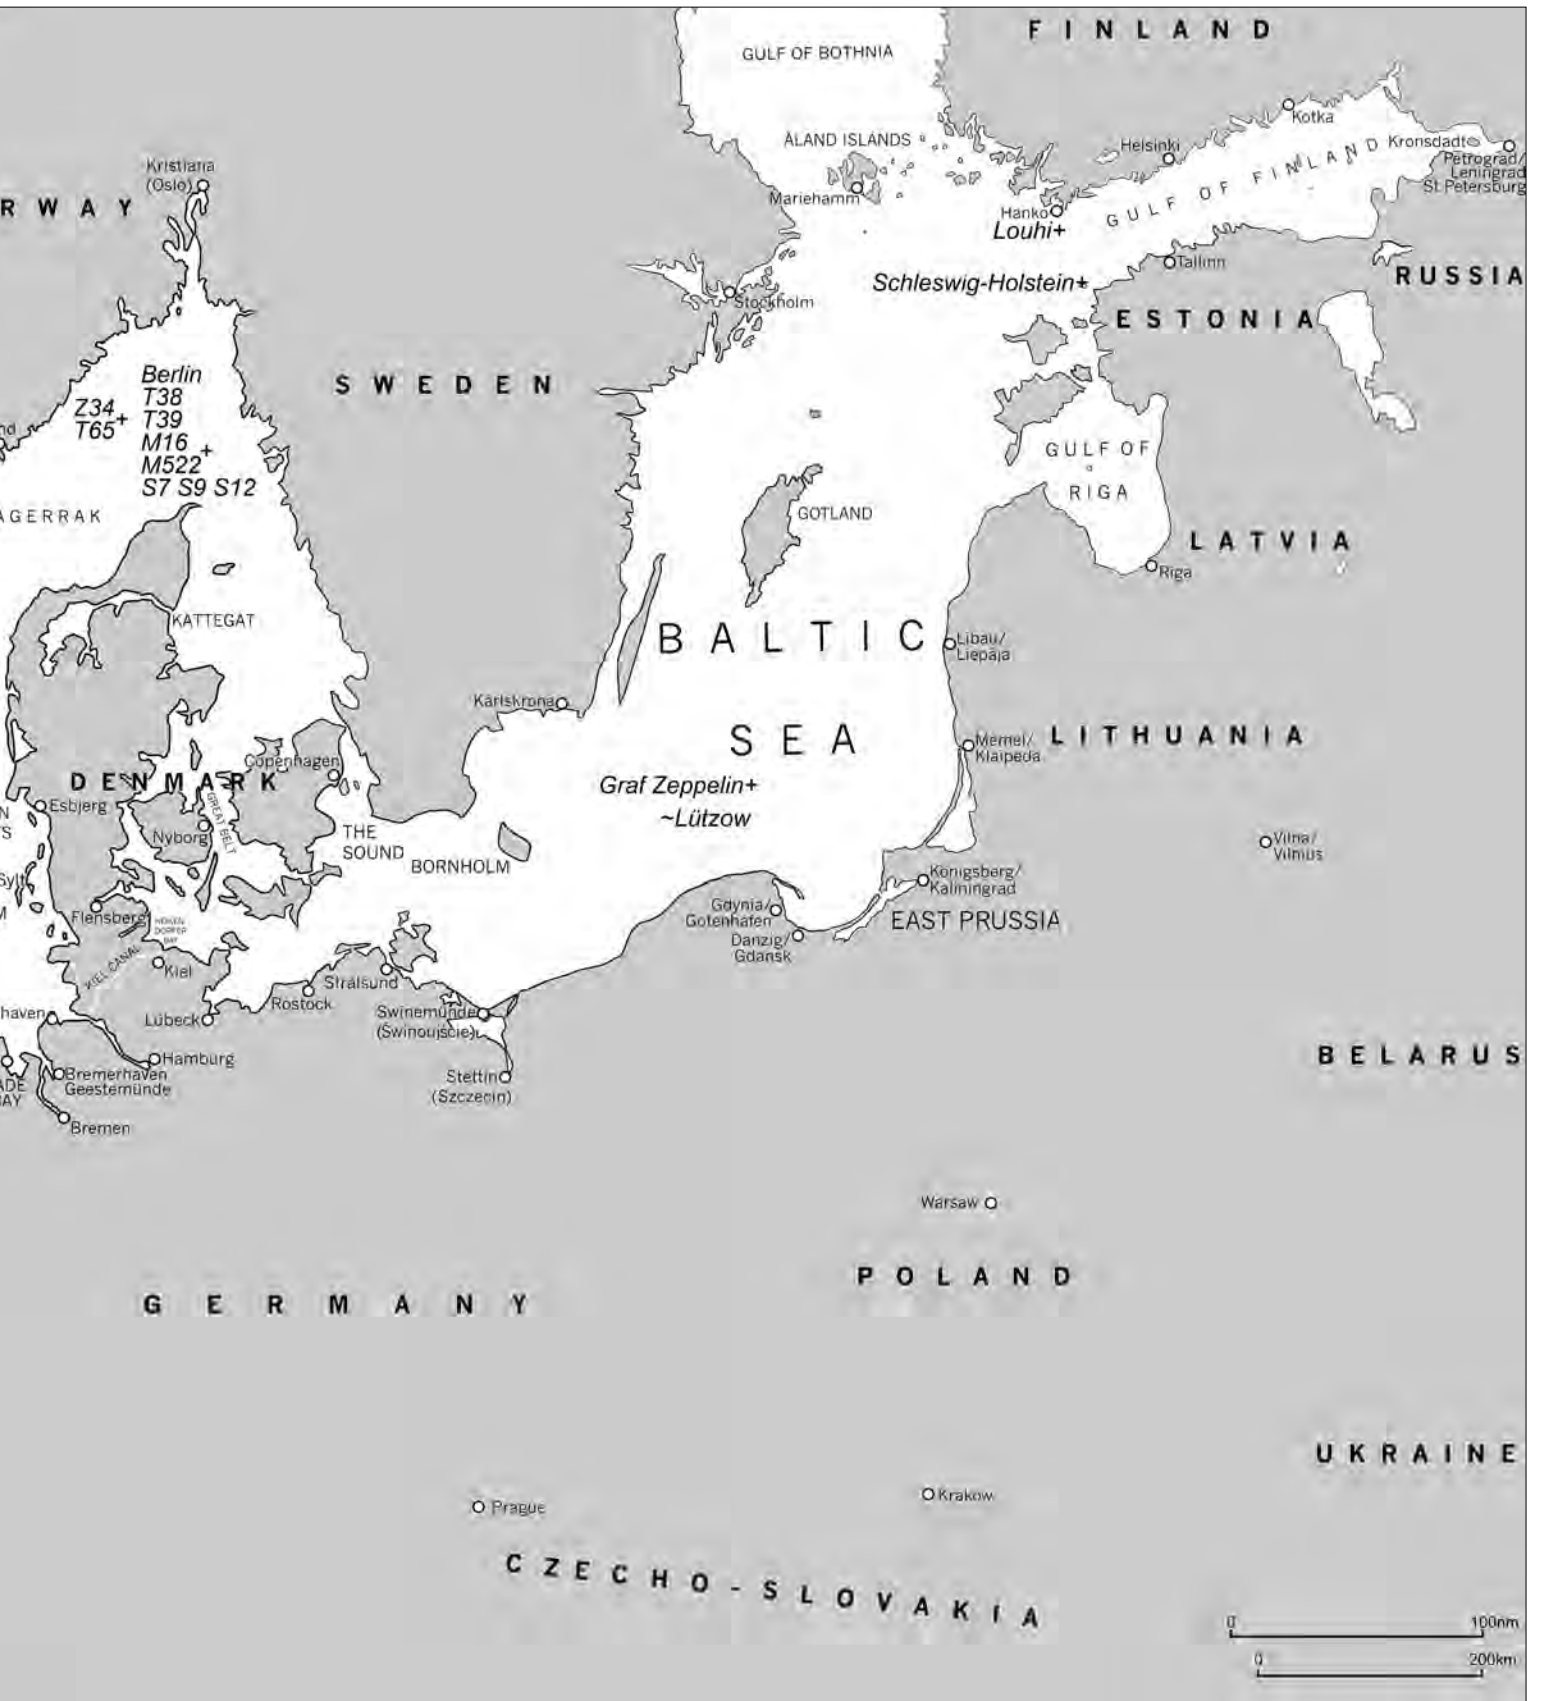 FINLAND
GULF OF BOTHNIA
ÅLAND ISLANDS
Mariehamm
Helsinki
Kotka
Kronsdadt
Petrograd/
Leningrad
St Petersburg
GULF OF FINLAND
Hanko
Louhi+
Kristiana
(Oslo)
RWAY
Schleswig-Holstein+
Tallinn
RUSSIA
Stockholm
ESTONIA
SWEDEN
Berlin
T38
Z34
T65+
T39
M16
M522+
S7 S9 S12
GULF OF
RIGA
AGERRAK
GOTLAND
LATVIA
Riga
KATTEGAT
BALTIC
SEA
Libau/
Liepāja
Karlskrona
Memel/
Klaipeda
LITHUANIA
Copenhagen
DENMARK
Graf Zeppelin+
~Lützow
Esbjerg
GREAT BELT
Nyborg
THE
SOUND
BORNHOLM
Vilna/
Vilnius
Königsberg/
Kaliningrad
Sylt
Flensberg
KIEL CANAL
Kiel
Gdynia/
Gotenhafen
Danzig/
Gdansk
EAST PRUSSIA
Stralsund
Rostock
haven
Lübeck
Swinemünde
(Świnoujście)
Hamburg
Bremerhaven
Geestemünde
ADE
AY
Bremen
Stettin
(Szczecin)
BELARUS
Warsaw
POLAND
GERMANY
UKRAINE
Prague
Krakow
CZECHO-SLOVAKIA
0 100nm
0 200km